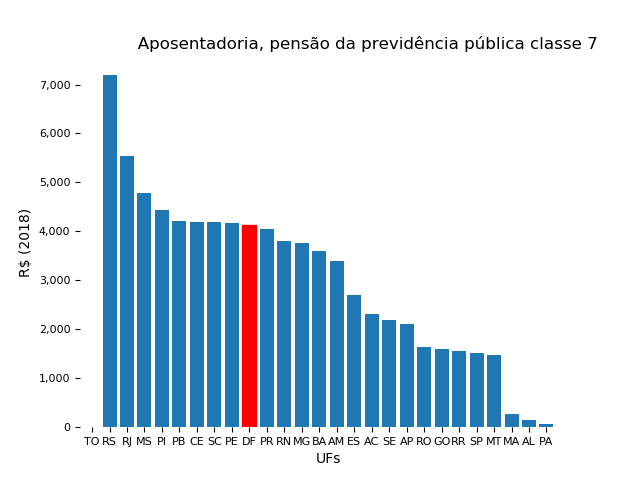 Aposentadoria, pensão da previdência pública classe 7
7,000
6,000
5,000
4,000
3,000
2,000
1,000
0
R$ (2018)
TO RS RJ MS PI PB CE SC PE DF PR RN MG BA AM ES AC SE AP RO GO RR SP MT MA AL PA
UFs